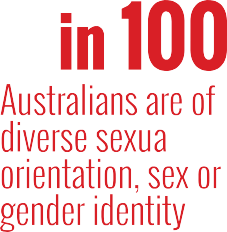 in 100
Australians are of
diverse sexua
orientation, sex or
gender identity